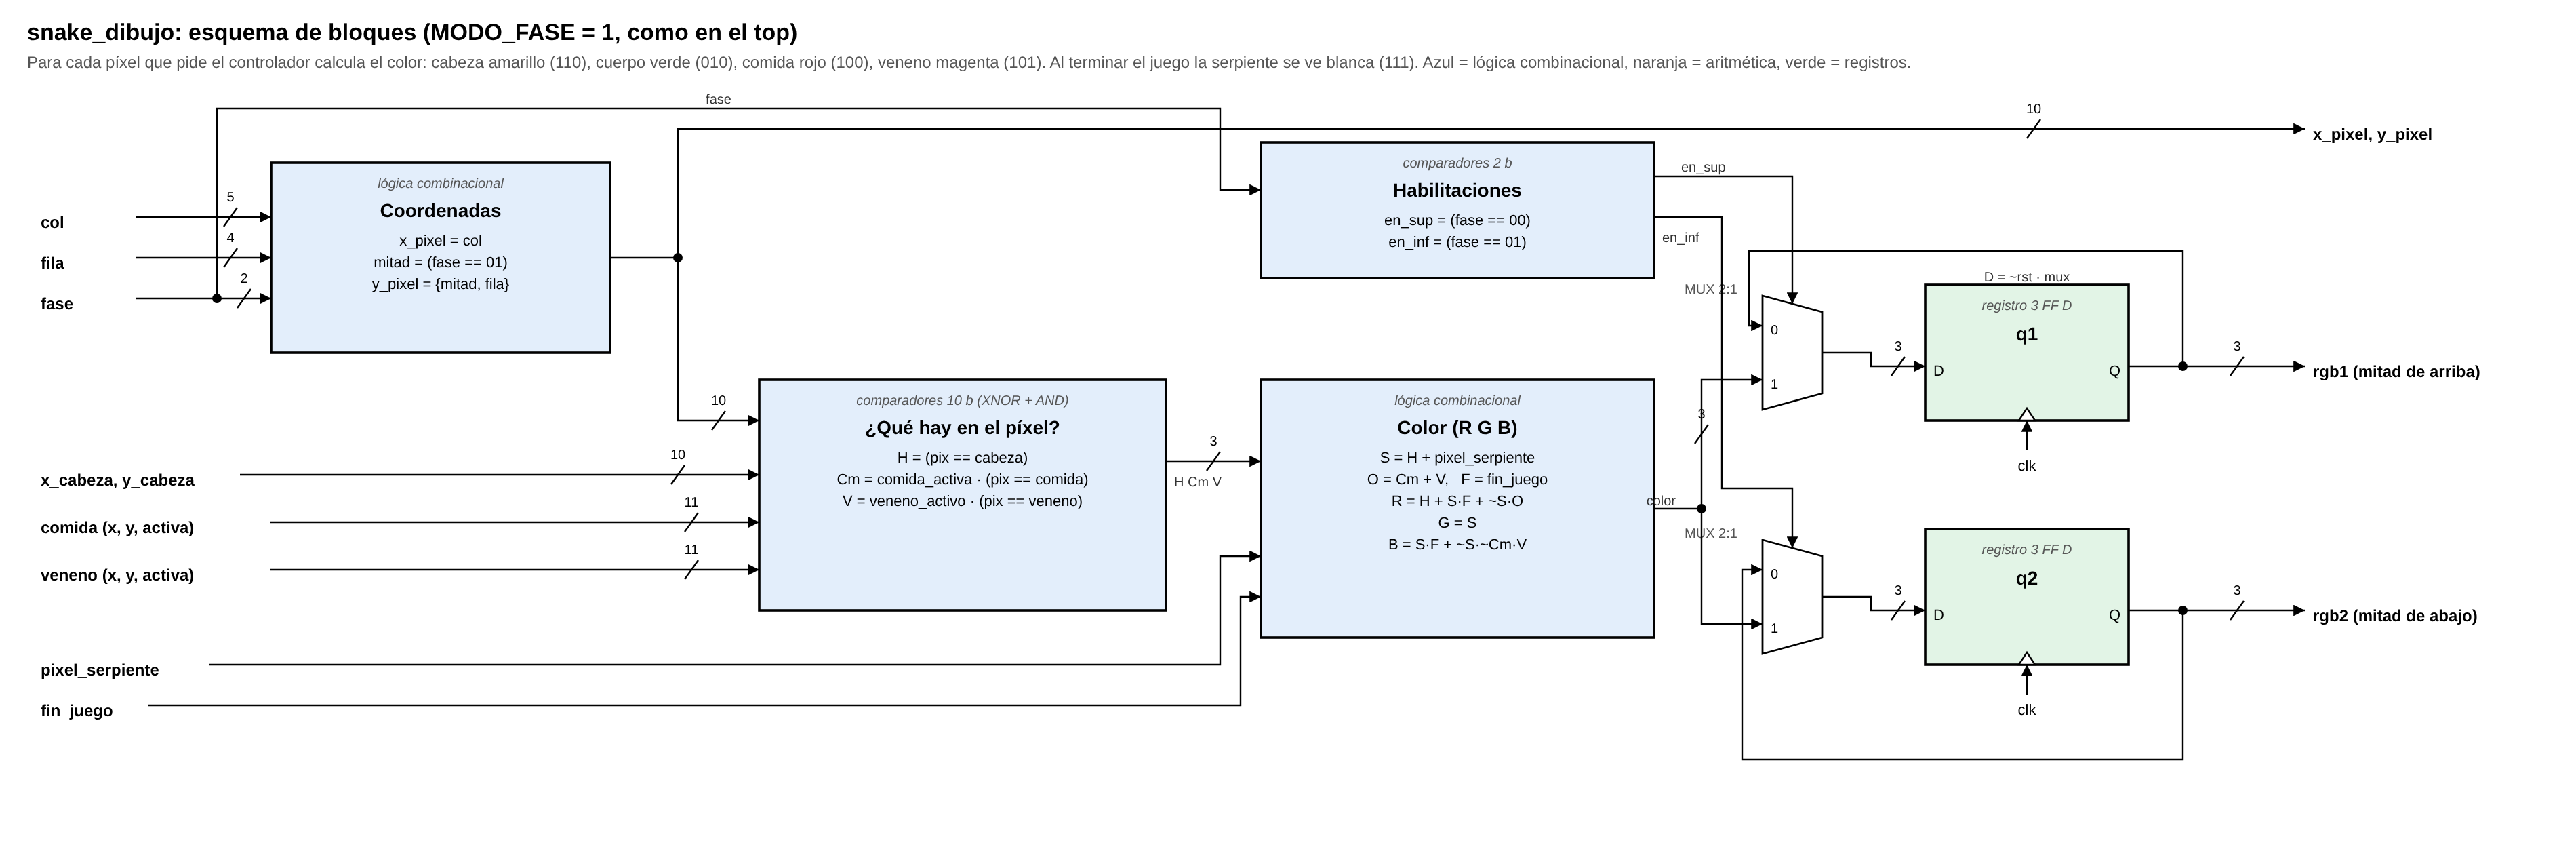 snake_dibujo: esquema de bloques (MODO_FASE = 1, como en el top)
Para cada píxel que pide el controlador calcula el color: cabeza amarillo (110), cuerpo verde (010), comida rojo (100), veneno magenta (101). Al terminar el juego la serpiente se ve blanca (111). Azul = lógica combinacional, naranja = aritmética, verde = registros.
fase
10
x_pixel, y_pixel
col
5
fila
4
fase
2
lógica combinacional
Coordenadas
x_pixel = col
mitad = (fase == 01)
y_pixel = {mitad, fila}
comparadores 2 b
Habilitaciones
en_sup = (fase == 00)
en_inf = (fase == 01)
en_sup
en_inf
MUX 2:1
0
1
3
D = ~rst · mux
registro 3 FF D
q1
D
Q
clk
3
rgb1 (mitad de arriba)
10
x_cabeza, y_cabeza
10
comida (x, y, activa)
11
veneno (x, y, activa)
11
comparadores 10 b (XNOR + AND)
¿Qué hay en el píxel?
H = (pix == cabeza)
Cm = comida_activa · (pix == comida)
V = veneno_activo · (pix == veneno)
3
H Cm V
lógica combinacional
Color (R G B)
S = H + pixel_serpiente
O = Cm + V, F = fin_juego
R = H + S·F + ~S·O
G = S
B = S·F + ~S·~Cm·V
3
color
MUX 2:1
0
1
3
registro 3 FF D
q2
D
Q
clk
3
rgb2 (mitad de abajo)
pixel_serpiente
fin_juego